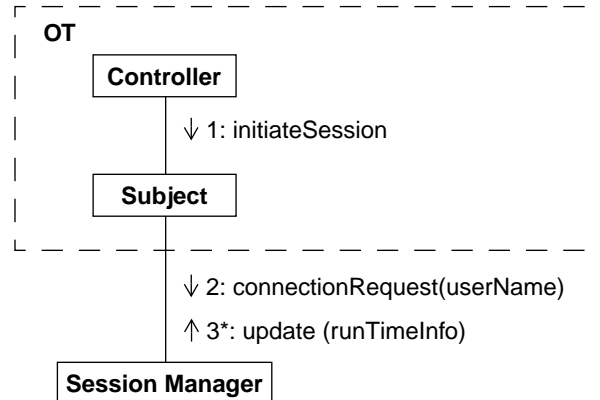 OT
Controller
1: initiateSession
Subject
2: connectionRequest(userName)
3*: update (runTimeInfo)
Session Manager